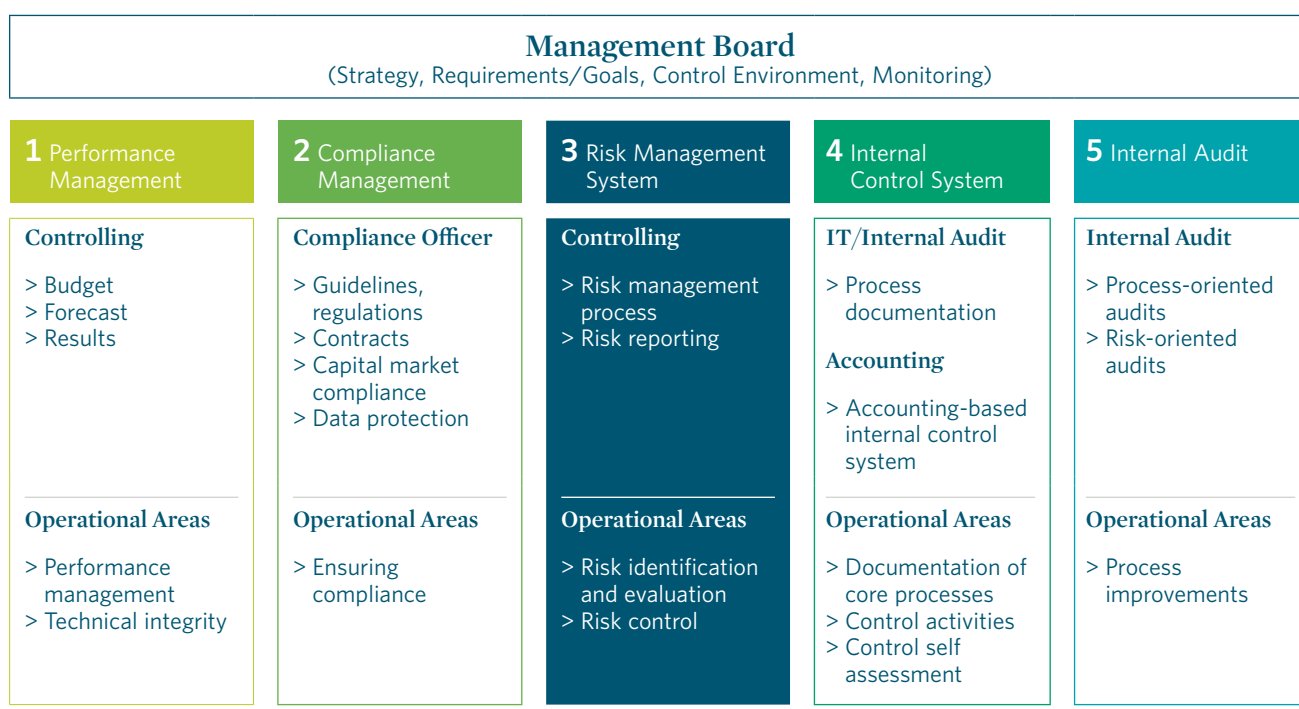 Management Board
(Strategy, Requirements/Goals, Control Environment, Monitoring)
1 Performance
Management
2 Compliance
Management
3 Risk Management
System
4 Internal
Control System
5 Internal Audit
Controlling
> Budget
> Forecast
> Results
Operational Areas
> Performance
management
> Technical integrity
Compliance Officer
> Guidelines,
regulations
> Contracts
> Capital market
compliance
> Data protection
Operational Areas
> Ensuring
compliance
Controlling
> Risk management
process
> Risk reporting
Operational Areas
> Risk identification
and evaluation
> Risk control
IT/Internal Audit
> Process
documentation
Accounting
> Accounting-based
internal control
system
Operational Areas
> Documentation of
core processes
> Control activities
> Control self
assessment
Internal Audit
> Process-oriented
audits
> Risk-oriented
audits
Operational Areas
> Process
improvements